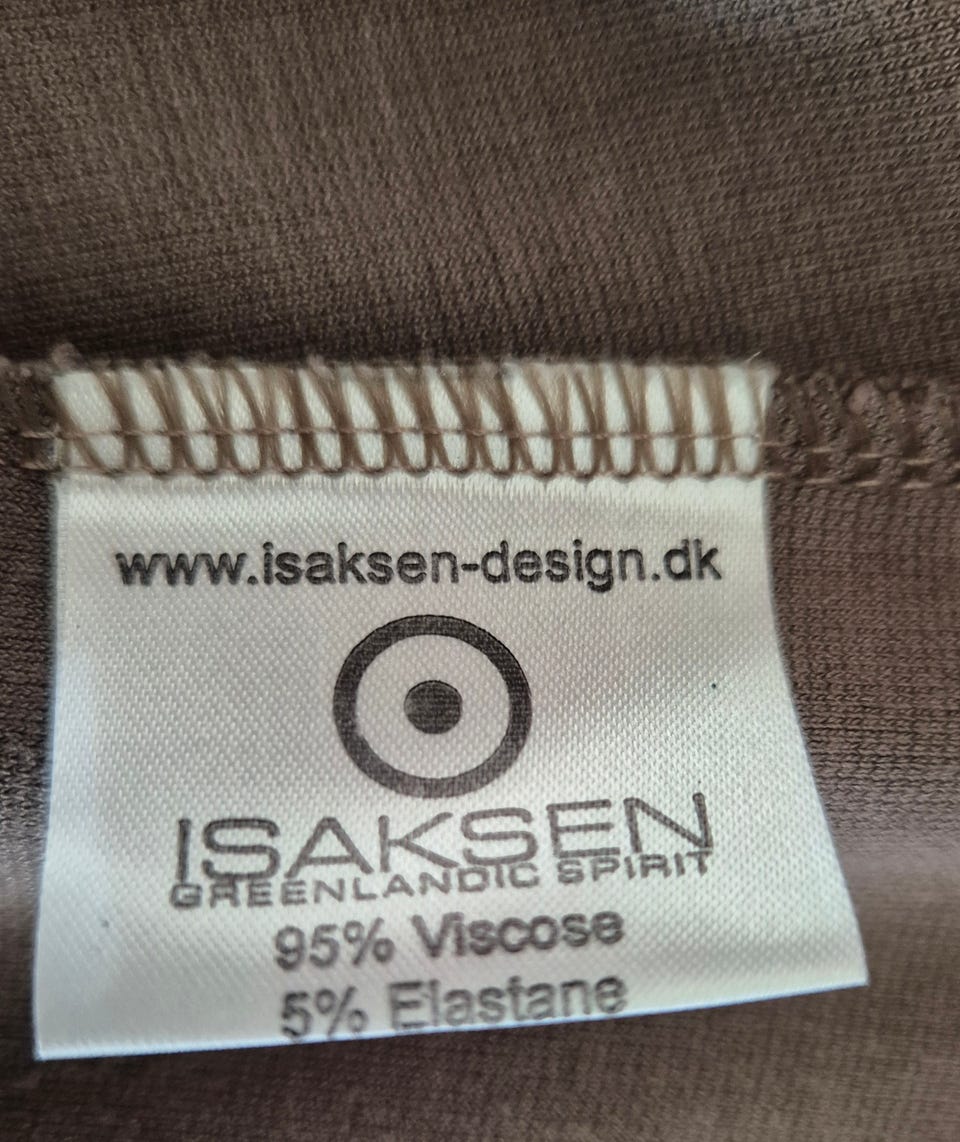 www.isaksen-design.dk
ISAKSEN
GREENLANDIC SPIRIT
95% Viscose
5% Elastane